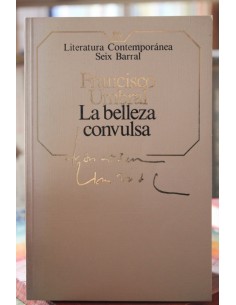 Literatura Contemporánea
Seix Barral
Francisco
Umbral
La belleza
convulsa